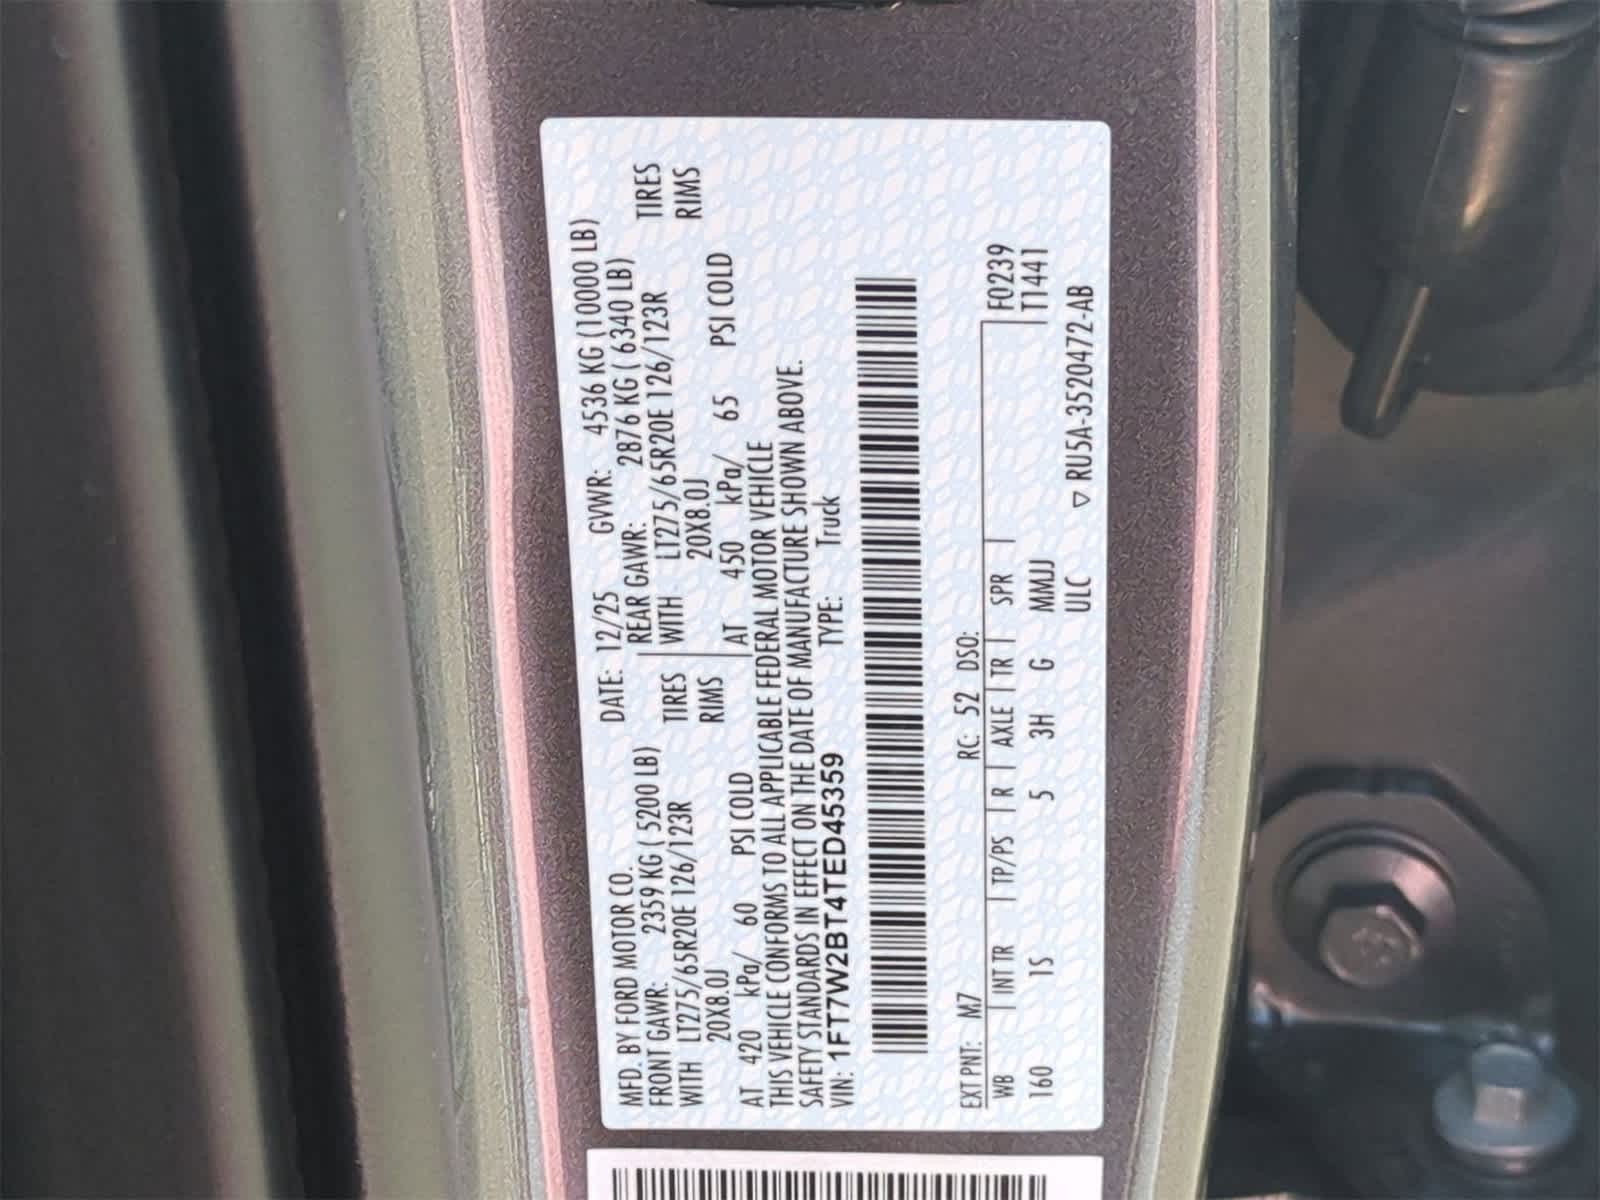 MFD. BY FORD MOTOR CO. DATE: 12/25 GVWR: 4536 KG (10000 LB)
FRONT GAWR: 2359 KG ( 5200 LB) REAR GAWR: 2876 KG ( 6340 LB)
WITH LT275/65R20E 126/123R TIRES WITH LT275/65R20E 126/123R TIRES
20X8.0J RIMS 20X8.0J RIMS
AT 420 kPa/ 60 PSI COLD AT 450 kPa/ 65 PSI COLD
THIS VEHICLE CONFORMS TO ALL APPLICABLE FEDERAL MOTOR VEHICLE
SAFETY STANDARDS IN EFFECT ON THE DATE OF MANUFACTURE SHOWN ABOVE.
VIN: 1FT7W2BT4TED45359 TYPE: Truck
EXT PNT: M7 RC: 52 DSO:
WB INT TR TP/PS R AXLE TR SPR F0239
160 1S 5 3H G MMJJ T1441
ULC ▽ RU5A-3520472-AB